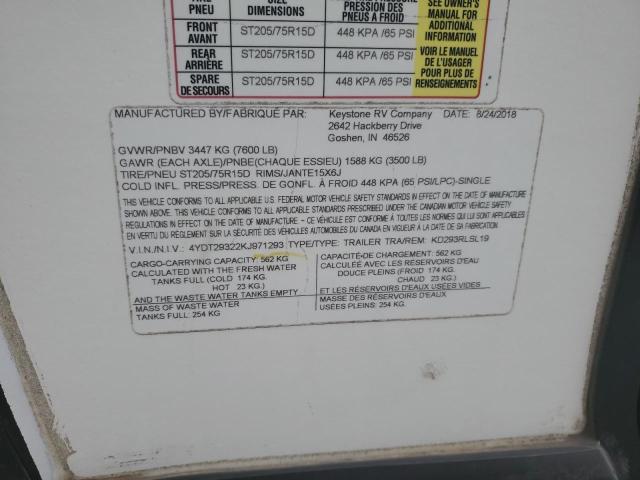 TIRE
PNEU
SIZE
DIMENSIONS
PRESSION DES
PNEUS A FROID
SEE OWNER'S
MANUAL FOR
ADDITIONAL
INFORMATION
FRONT
AVANT
ST205/75R15D
448 KPA /65 PSI
REAR
ARRIÈRE
ST205/75R15D
448 KPA /65 PSI
SPARE
DE SECOURS
ST205/75R15D
448 KPA /65 PSI
VOIR LE MANUEL
DE L'USAGER
POUR PLUS DE
RENSEIGNEMENTS
MANUFACTURED BY/FABRIQUÉ PAR: Keystone RV Company DATE: 8/24/2018
2642 Hackberry Drive
Goshen, IN 46526
GVWR/PNBV 3447 KG (7600 LB)
GAWR (EACH AXLE)/PNBE(CHAQUE ESSIEU) 1588 KG (3500 LB)
TIRE/PNEU ST205/75R15D RIMS/JANTE15X6J
COLD INFL. PRESS/PRESS. DE GONFL. À FROID 448 KPA (65 PSI/LPC)-SINGLE
THIS VEHICLE CONFORMS TO ALL APPLICABLE U.S. FEDERAL MOTOR VEHICLE SAFETY STANDARDS
IN EFFECT ON THE DATE OF MANUFACTURE SHOWN ABOVE. / THIS VEHICLE CONFORMS TO ALL
APPLICABLE STANDARDS PRESCRIBED UNDER THE CANADIAN MOTOR VEHICLE SAFETY
REGULATIONS IN EFFECT ON THE DATE OF MANUFACTURE. / CE VÉHICULE EST CONFORME À
TOUTES LES NORMES QUI LUI SONT APPLICABLES EN VERTU DU RÈGLEMENT SUR LA SÉCURITÉ
DES VÉHICULES AUTOMOBILES DU CANADA EN VIGUEUR À LA DATE DE SA FABRICATION.
V.I.N./N.I.V.: 4YDT29322KJ971293 TYPE/TYPE: TRAILER TRA/REM: KD293RLSL19
CARGO-CARRYING CAPACITY: 562 KG
CALCULATED WITH THE FRESH WATER
TANKS FULL (COLD 174 KG.
HOT 23 KG.)
AND THE WASTE WATER TANKS EMPTY
MASS OF WASTE WATER
TANKS FULL: 254 KG
CAPACITÉ-DE CHARGEMENT: 562 KG
CALCULÉE AVEC LES RÉSERVOIRS D'EAU
DOUCE PLEINS (FROID 174 KG.
CHAUD 23 KG.)
ET LES RÉSERVOIRS D'EAUX USÉES VIDES
MASSE DES RÉSERVOIRS D'EAUX
USÉES PLEINS: 254 KG.